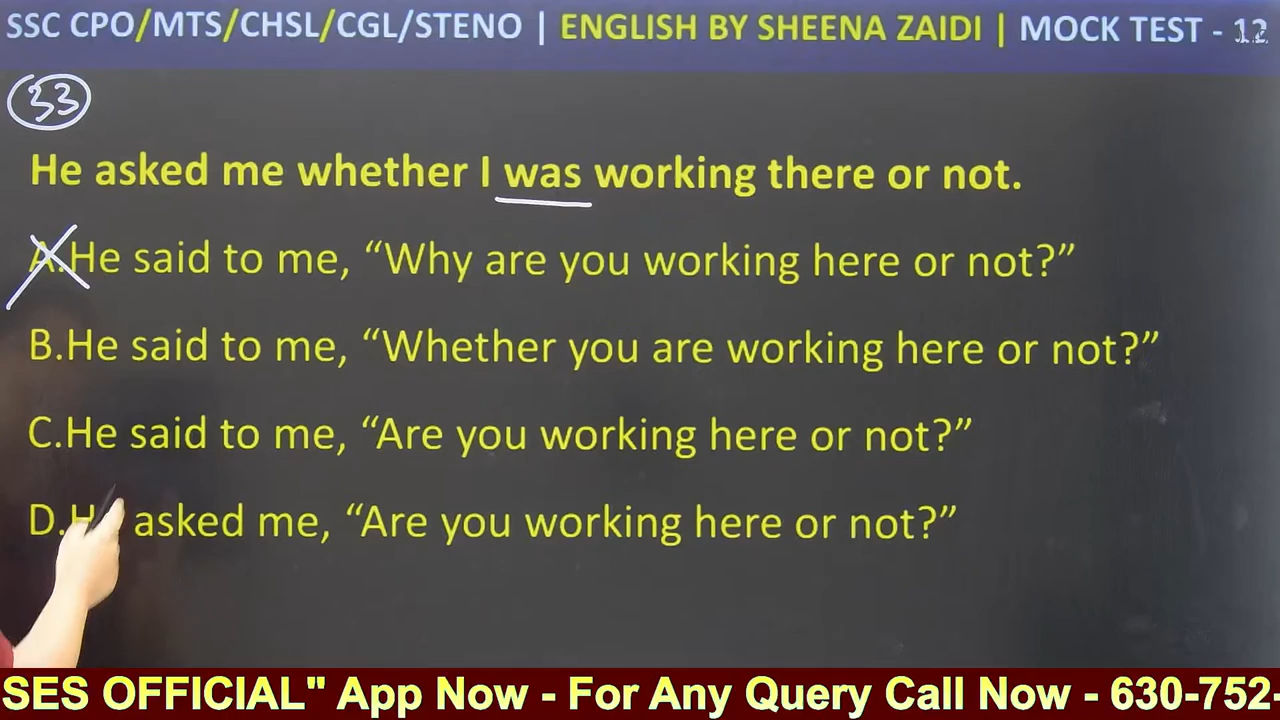 SSC CPO/MTS/CHSL/CGL/STENO | ENGLISH BY SHEENA ZAIDI | MOCK TEST - 12
33
He asked me whether I was working there or not.
A.He said to me, “Why are you working here or not?”
B.He said to me, “Whether you are working here or not?”
C.He said to me, “Are you working here or not?”
D.He asked me, “Are you working here or not?”
SES OFFICIAL" App Now - For Any Query Call Now - 630-752-